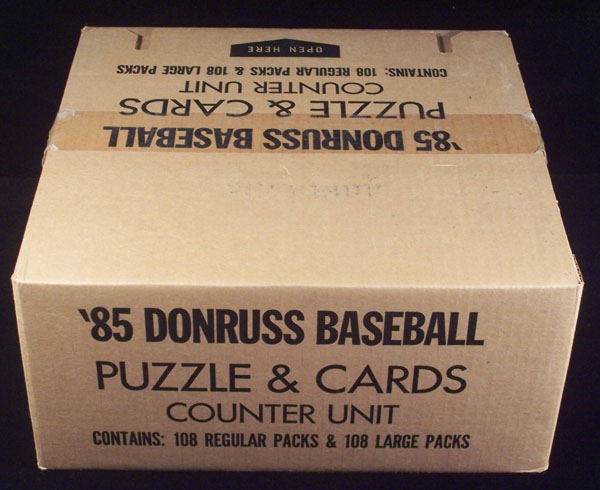 OPEN HERE
CONTAINS: 108 REGULAR PACKS & 108 LARGE PACKS
COUNTER UNIT
PUZZLE & CARDS
'85 DONRUSS BASEBALL
'85 DONRUSS BASEBALL
PUZZLE & CARDS
COUNTER UNIT
CONTAINS: 108 REGULAR PACKS & 108 LARGE PACKS